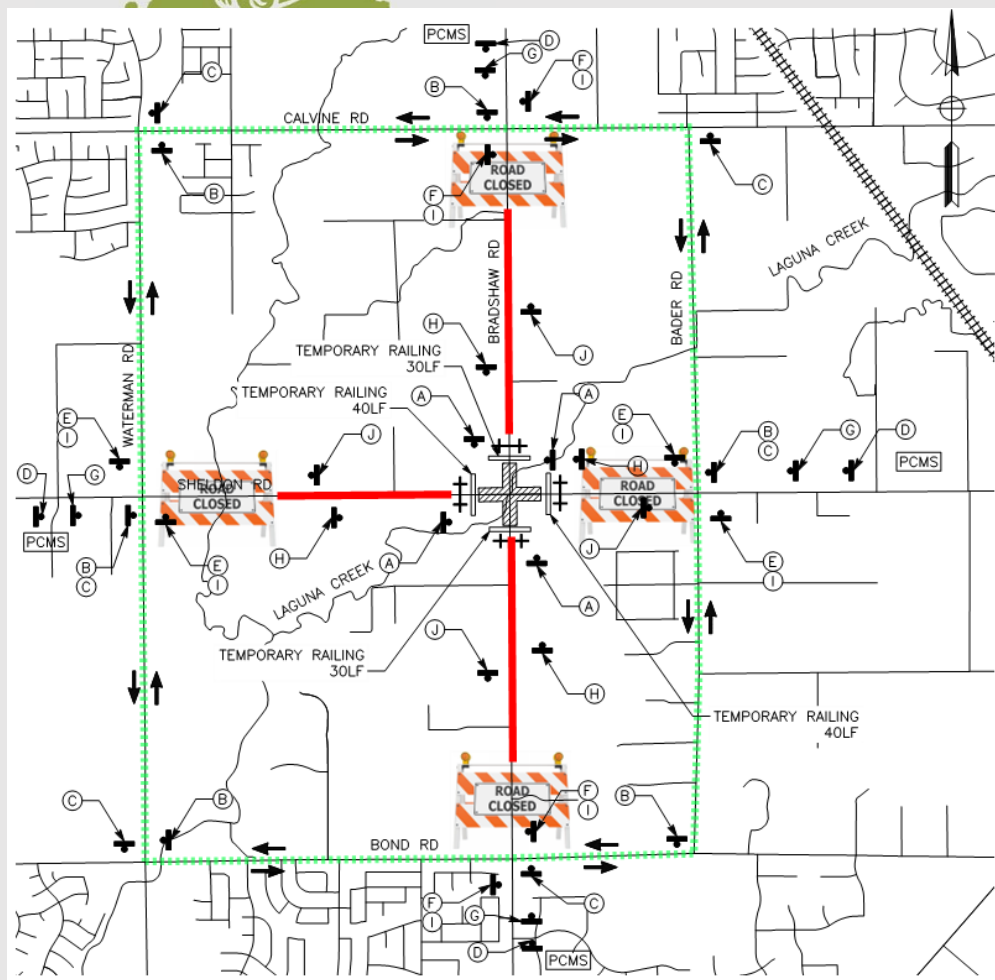 PCMS
D
G
C
F
I
B
CALVINE RD
ROAD
CLOSED
F
I
B
C
LAGUNA CREEK
BRADSHAW RD
BADER RD
H
J
WATERMAN RD
TEMPORARY RAILING
30LF
TEMPORARY RAILING
40LF
A
A
E
I
E
I
B
C
G
D
PCMS
J
H
D
G
SHELDON RD
ROAD
CLOSED
ROAD
CLOSED
PCMS
H
J
E
I
B
C
E
I
A
LAGUNA CREEK
A
J
H
TEMPORARY RAILING
30LF
TEMPORARY RAILING
40LF
C
B
ROAD
CLOSED
F
I
B
BOND RD
F
I
C
G
D
PCMS